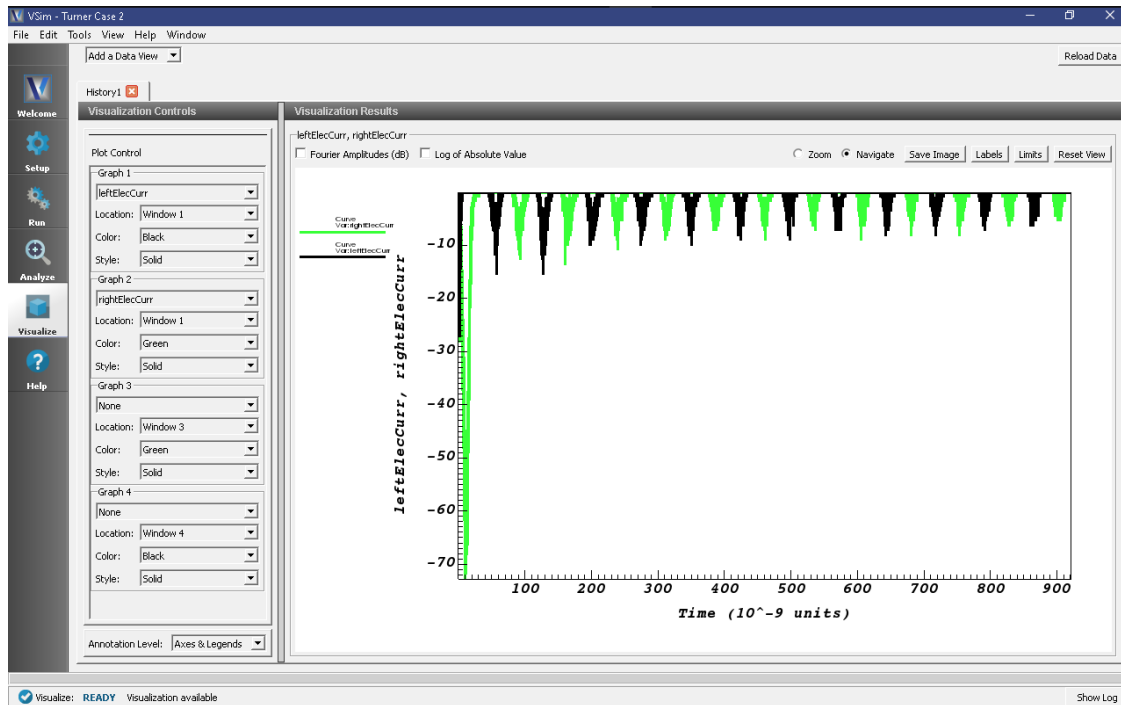 VSim - Turner Case 2
File Edit Tools View Help Window
Add a Data View
Reload Data
Welcome
Setup
Run
Analyze
Visualize
Help
History1
Visualization Controls
Plot Control
Graph 1
leftElecCurr
Location: Window 1
Color: Black
Style: Solid
Graph 2
rightElecCurr
Location: Window 1
Color: Green
Style: Solid
Graph 3
None
Location: Window 3
Color: Green
Style: Solid
Graph 4
None
Location: Window 4
Color: Black
Style: Solid
Annotation Level: Axes & Legends
Visualization Results
leftElecCurr, rightElecCurr
Fourier Amplitudes (dB) Log of Absolute Value Zoom Navigate Save Image Labels Limits Reset View
Curve
Var:rightElecCurr
Curve
Var:leftElecCurr
leftElecCurr, rightElecCurr
-10
-20
-30
-40
-50
-60
-70
100 200 300 400 500 600 700 800 900
Time (10^-9 units)
Visualize: READY Visualization available
Show Log